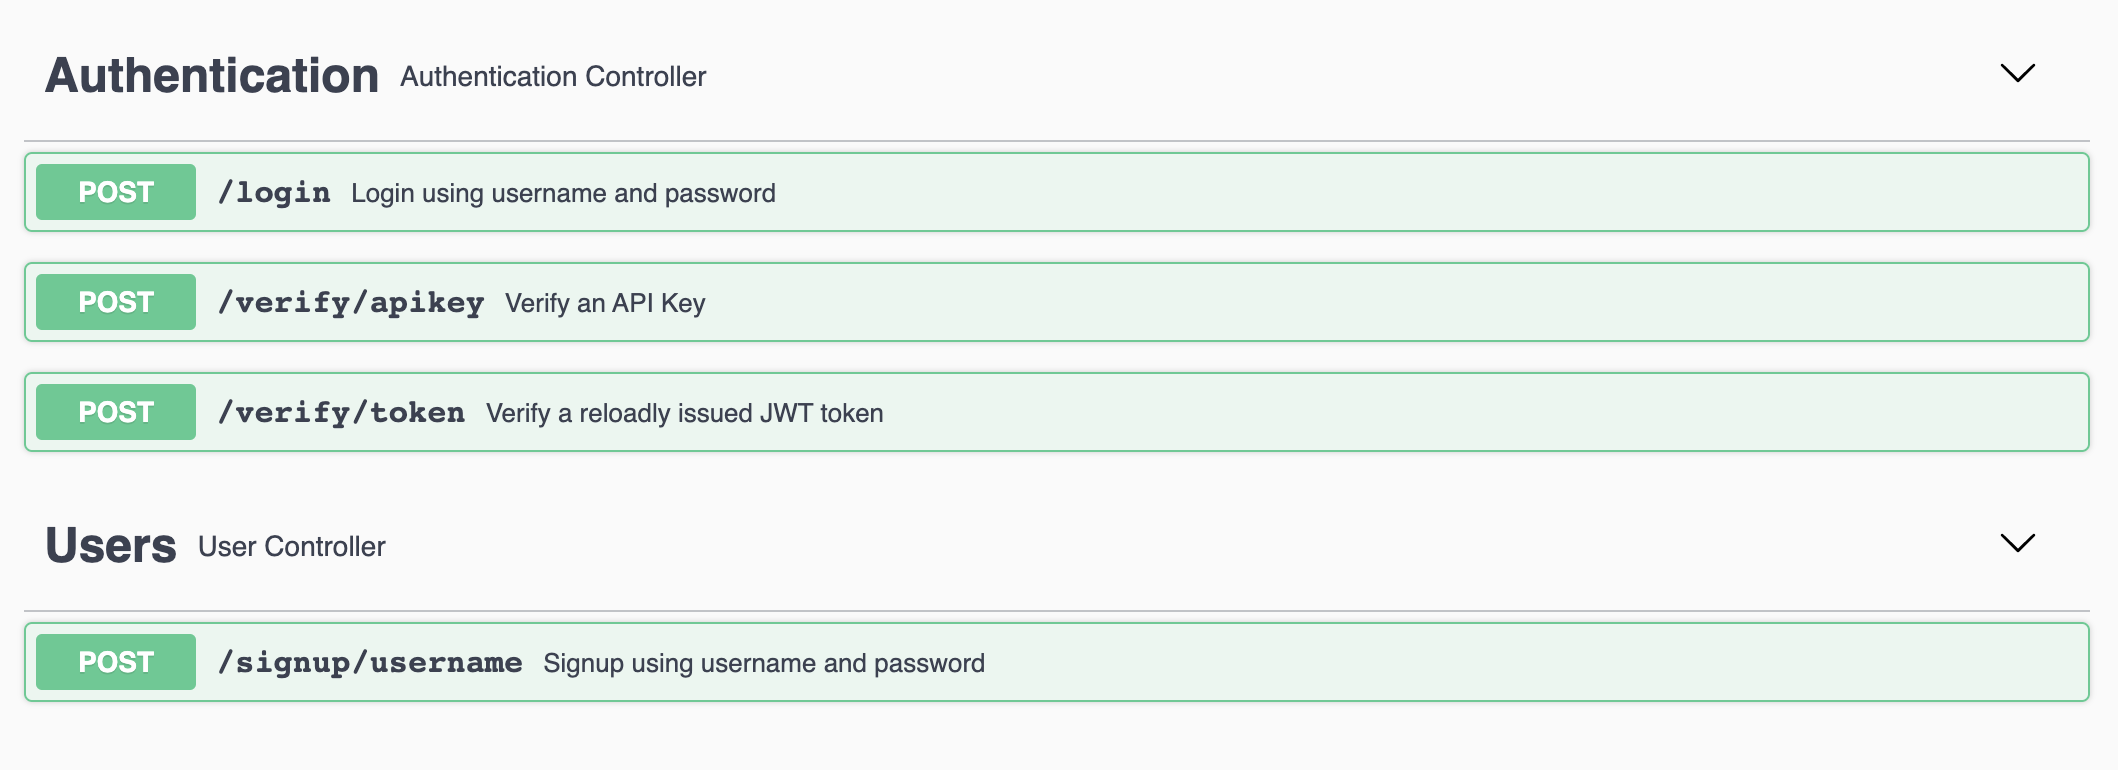 Authentication Authentication Controller
POST /login Login using username and password
POST /verify/apikey Verify an API Key
POST /verify/token Verify a reloadly issued JWT token
Users User Controller
POST /signup/username Signup using username and password